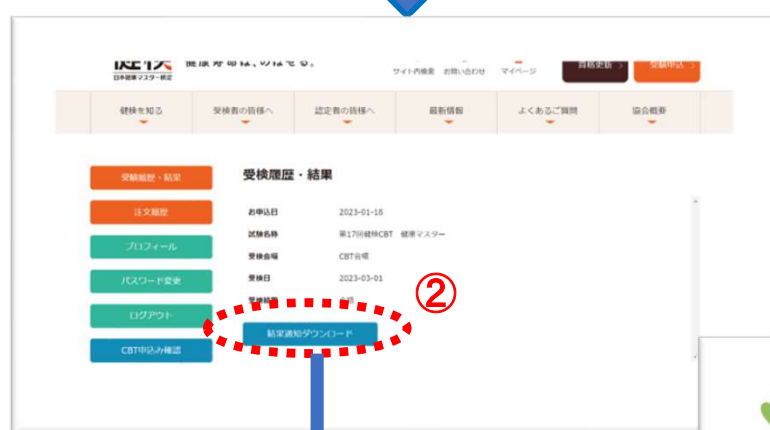 健検 健康寿命は、のばせる。
日本健康マスター検定
サイト内検索 お問い合わせ マイページ 資格更新 受験申込
健検を知る 受検者の皆様へ 認定者の皆様へ 最新情報 よくあるご質問 協会概要
受験履歴・結果
注文履歴
プロフィール
パスワード変更
ログアウト
CBT申込み確認
受検履歴・結果
お申込日 2023-01-18
試験名称 第17回健検CBT 健康マスター
受検会場 CBT会場
受検日 2023-03-01
受検結果 合格
結果通知ダウンロード
②